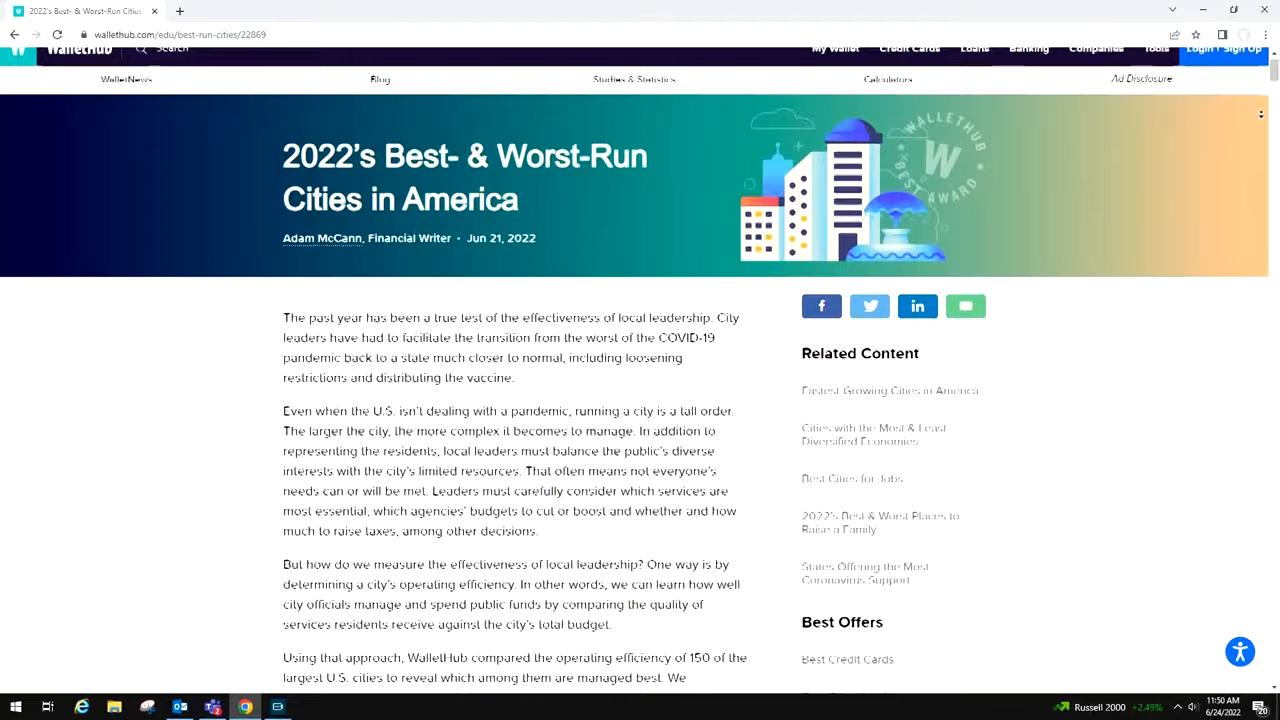 2022's Best- & Worst-Run Cities
wallethub.com/edu/best-run-cities/22869
WalletHub
Search
My Wallet
Credit Cards
Loans
Banking
Companies
Tools
Login | Sign Up
WalletNews
Blog
Studies & Statistics
Calculators
Ad Disclosure
2022's Best- & Worst-Run
Cities in America
Adam McCann, Financial Writer • Jun 21, 2022
WALLETHUB
W
BEST AWARD
The past year has been a true test of the effectiveness of local leadership. City
leaders have had to facilitate the transition from the worst of the COVID-19
pandemic back to a state much closer to normal, including loosening
restrictions and distributing the vaccine.
Even when the U.S. isn't dealing with a pandemic, running a city is a tall order.
The larger the city, the more complex it becomes to manage. In addition to
representing the residents, local leaders must balance the public's diverse
interests with the city's limited resources. That often means not everyone's
needs can or will be met. Leaders must carefully consider which services are
most essential, which agencies' budgets to cut or boost and whether and how
much to raise taxes, among other decisions.
But how do we measure the effectiveness of local leadership? One way is by
determining a city's operating efficiency. In other words, we can learn how well
city officials manage and spend public funds by comparing the quality of
services residents receive against the city's total budget.
Using that approach, WalletHub compared the operating efficiency of 150 of the
largest U.S. cities to reveal which among them are managed best. We
Related Content
Fastest Growing Cities in America
Cities with the Most & Least
Diversified Economies
Best Cities for Jobs
2022's Best & Worst Places to
Raise a Family
States Offering the Most
Coronavirus Support
Best Offers
Best Credit Cards
Russell 2000 +2.49%
11:50 AM
6/24/2022
20